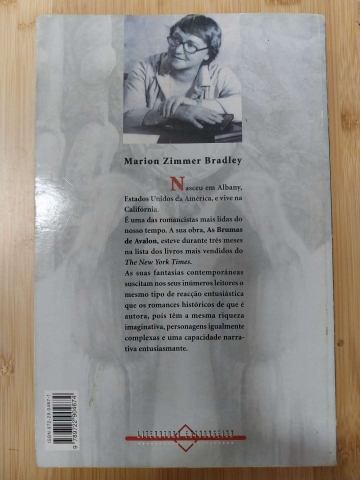 Marion Zimmer Bradley
Nasceu em Albany,
Estados Unidos da América, e vive na
Califórnia.
É uma das romancistas mais lidas do
nosso tempo. A sua obra, As Brumas
de Avalon, esteve durante três meses
na lista dos livros mais vendidos do
The New York Times.
As suas fantasias contemporâneas
suscitam nos seus inúmeros leitores o
mesmo tipo de reacção entusiástica
que os romances históricos de que é
autora, pois têm a mesma riqueza
imaginativa, personagens igualmente
complexas e uma capacidade narra-
tiva entusiasmante.
LITERATURA ESTRANGEIRA